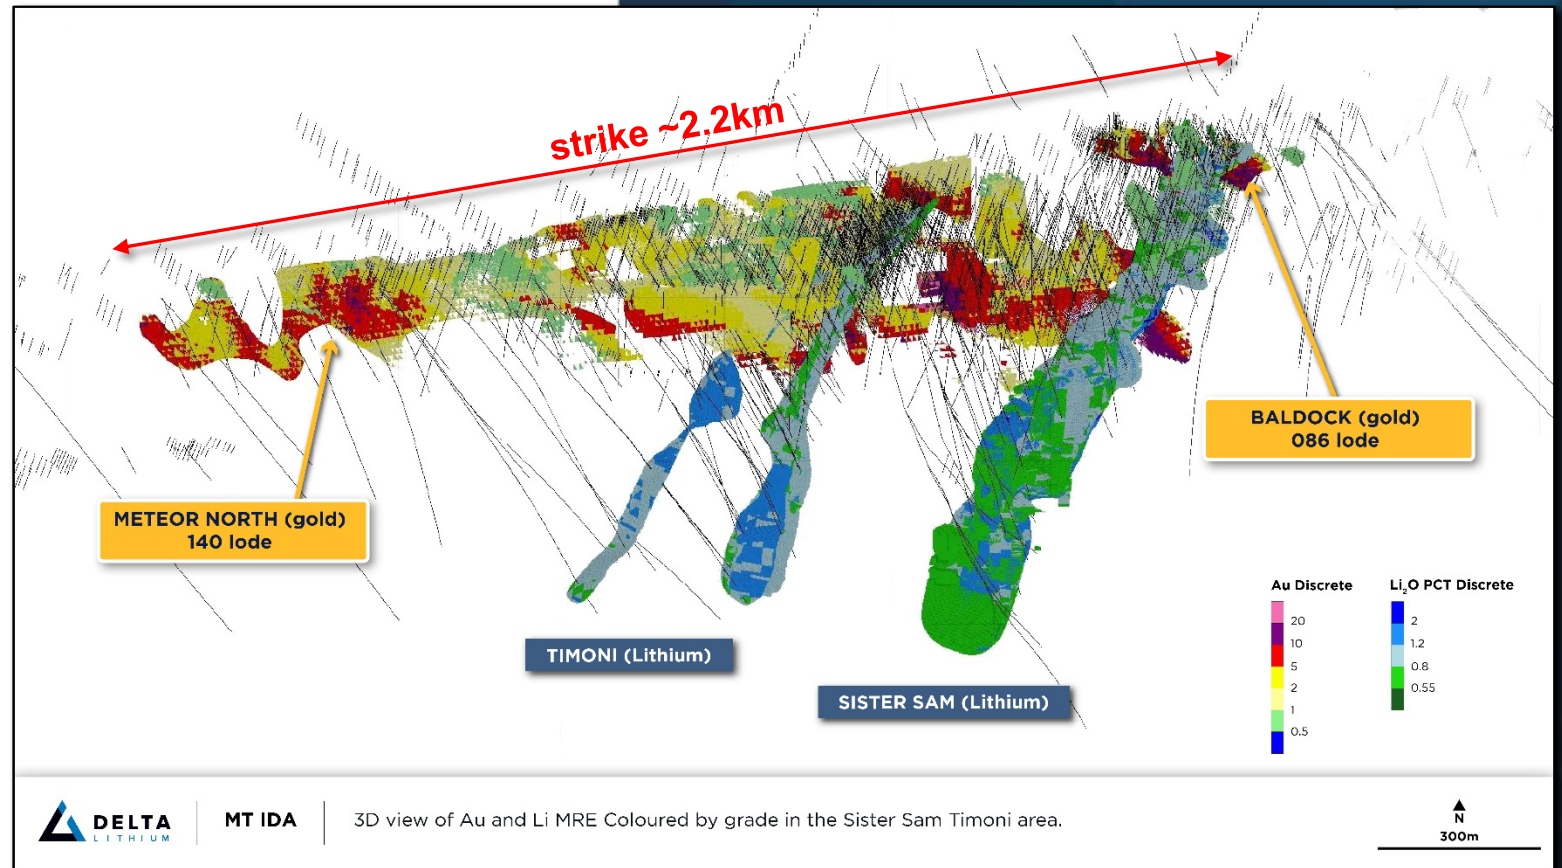 strike ~2.2km
BALDOCK (gold)
086 lode
METEOR NORTH (gold)
140 lode
TIMONI (Lithium)
SISTER SAM (Lithium)
Au Discrete
20
10
5
2
1
0.5
Li₂O PCT Discrete
2
1.2
0.8
0.55
DELTA
LITHIUM
MT IDA
3D view of Au and Li MRE Coloured by grade in the Sister Sam Timoni area.
N
300m